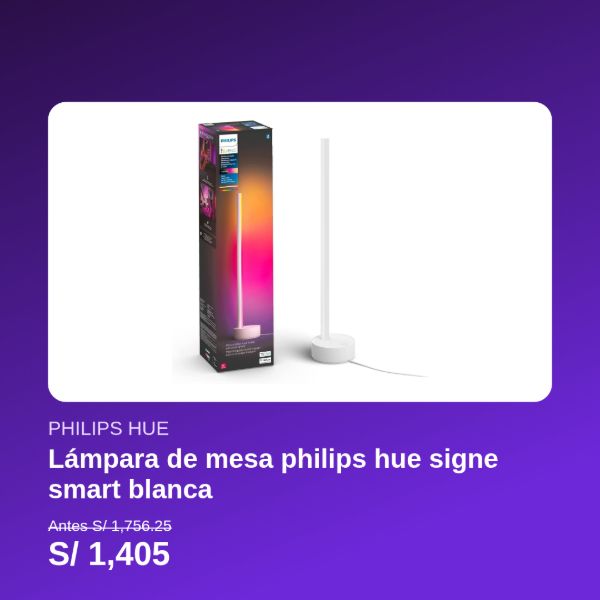 PHILIPS
PHILIPS HUE
Lámpara de mesa philips hue signe
smart blanca
Antes S/ 1,756.25
S/ 1,405